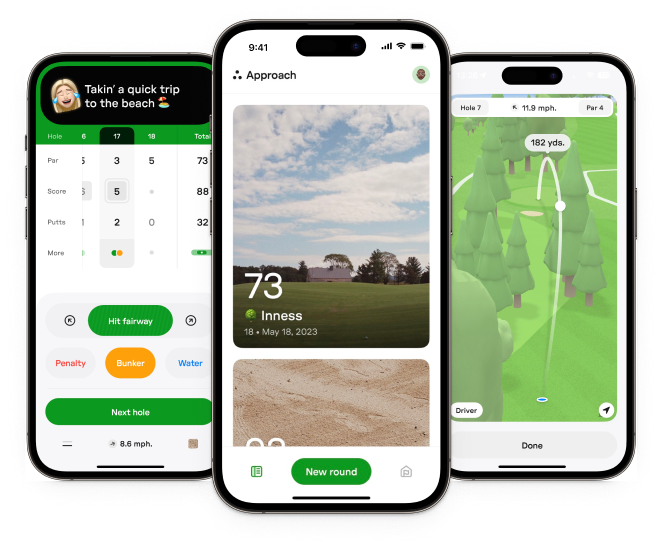 Takin' a quick trip
to the beach 🏖️
Hole 6 17 18 Total
Par 5 3 5 73
Score 5 88
Putts 2 0 32
More
Hit fairway
Penalty Bunker Water
Next hole
8.6 mph.
9:41
Approach
73
Inness
18 • May 18, 2023
New round
Hole 7 11.9 mph. Par 4
182 yds.
Driver
Done